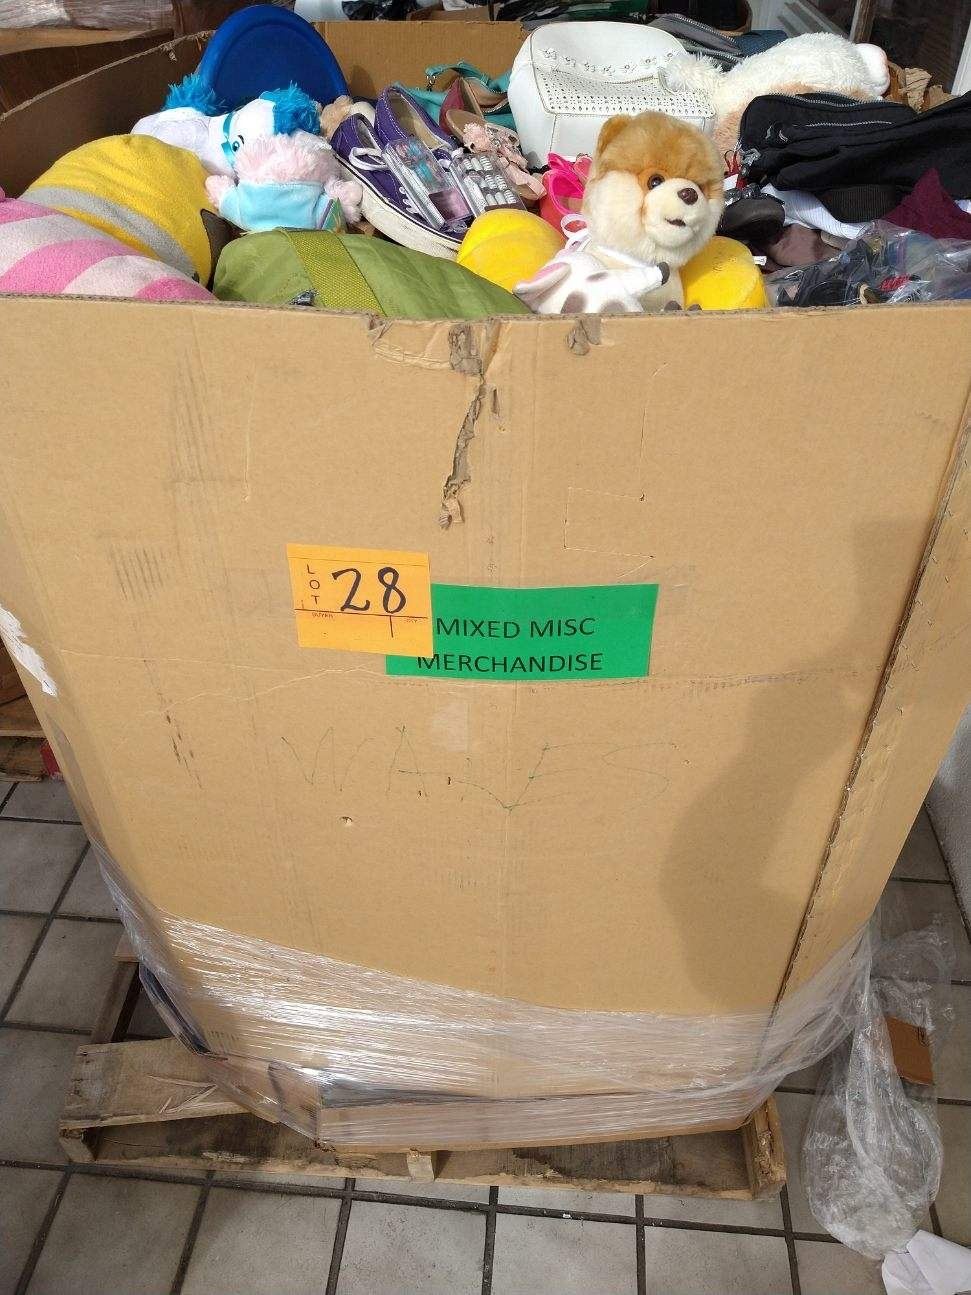 LOT 28
MIXED MISC
MERCHANDISE